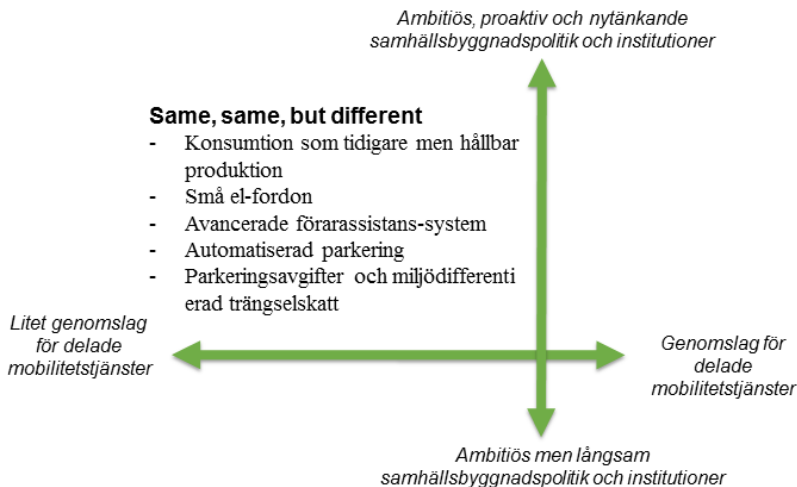 Ambitiös, proaktiv och nytänkande
samhällsbyggnadspolitik och institutioner
Same, same, but different
- Konsumtion som tidigare men hållbar
produktion
- Små el-fordon
- Avancerade förarassistans-system
- Automatiserad parkering
- Parkeringsavgifter och miljödifferenti
erad trängselskatt
Litet genomslag
för delade
mobilitetstjänster
Genomslag för
delade
mobilitetstjänster
Ambitiös men långsam
samhällsbyggnadspolitik och institutioner